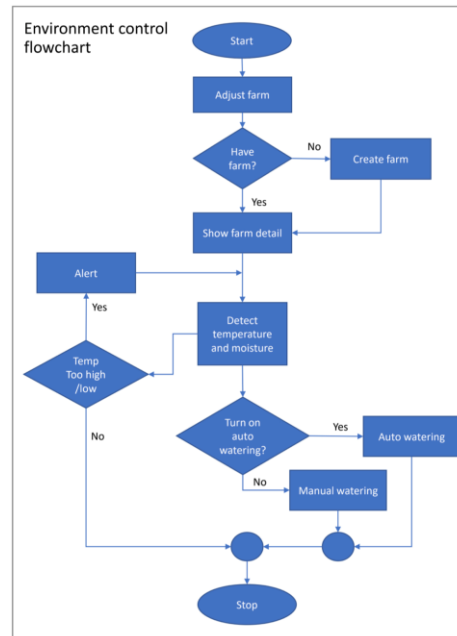 Environment control
flowchart
Start
Adjust farm
Have
farm?
No
Create farm
Yes
Show farm detail
Alert
Yes
Detect
temperature
and moisture
Temp
Too high
/low
No
Turn on
auto
watering?
Yes
Auto watering
No
Manual watering
Stop